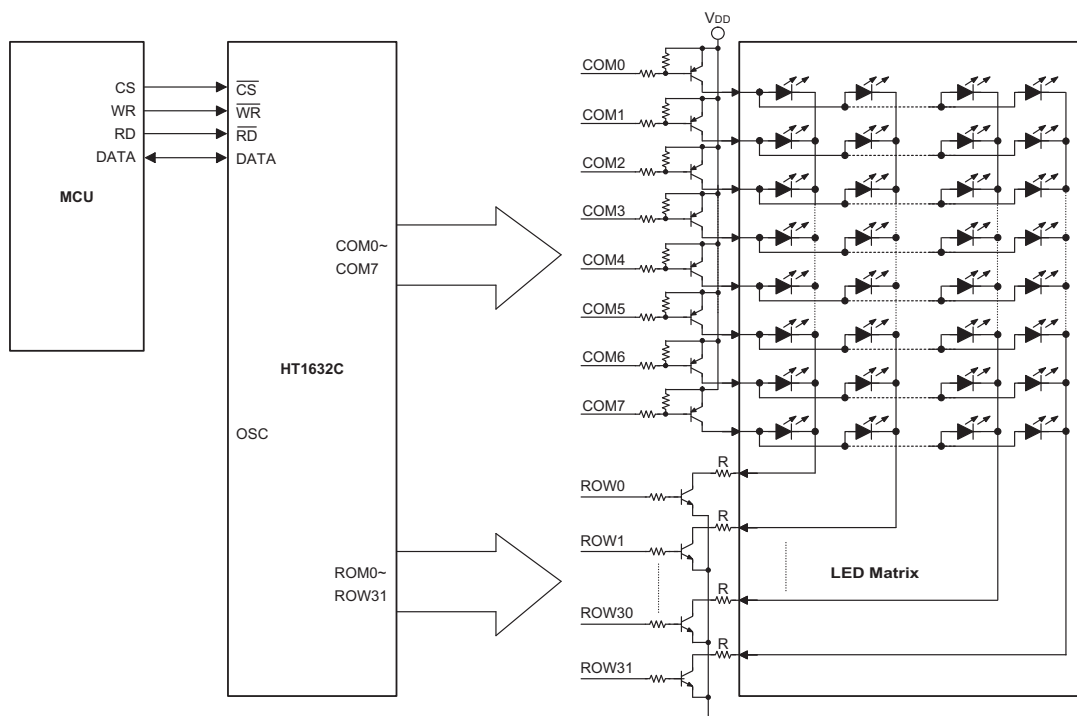 VDD
MCU
CS
WR
RD
DATA
CS
WR
RD
DATA
COM0~
COM7
HT1632C
OSC
ROM0~
ROW31
COM0
COM1
COM2
COM3
COM4
COM5
COM6
COM7
ROW0
R
ROW1
R
ROW30
R
ROW31
R
LED Matrix